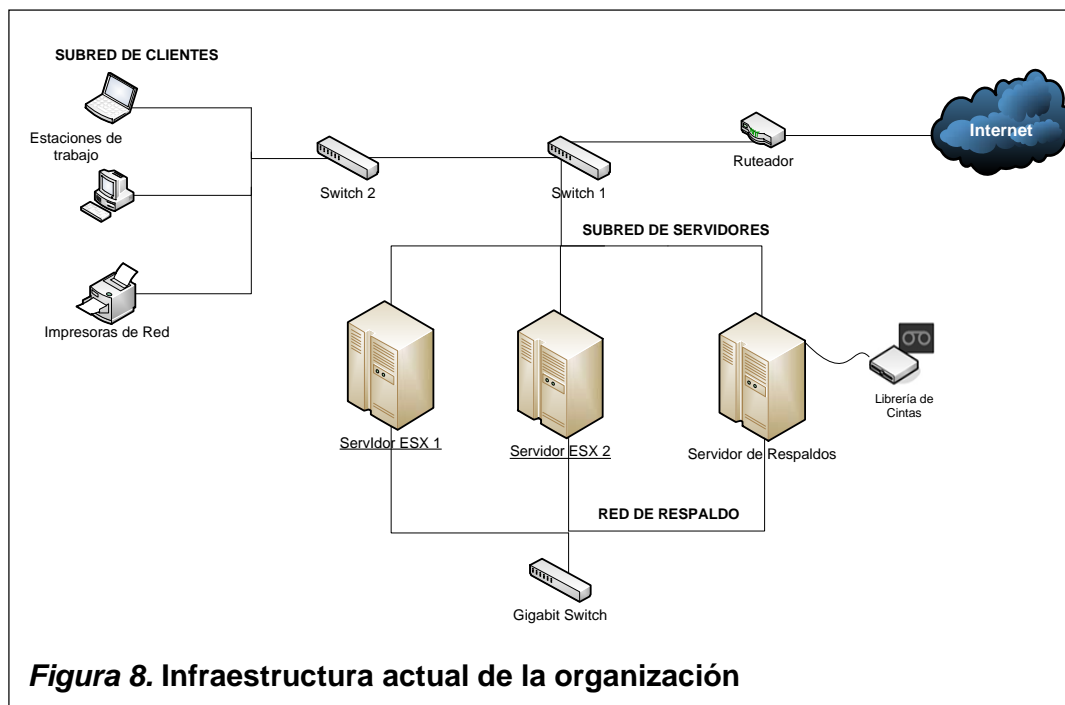 SUBRED DE CLIENTES
Estaciones de
trabajo
Impresoras de Red
Switch 2
Switch 1
Ruteador
Internet
SUBRED DE SERVIDORES
ServIdor ESX 1
Servidor ESX 2
Servidor de Respaldos
Librería de
Cintas
RED DE RESPALDO
Gigabit Switch
Figura 8. Infraestructura actual de la organización